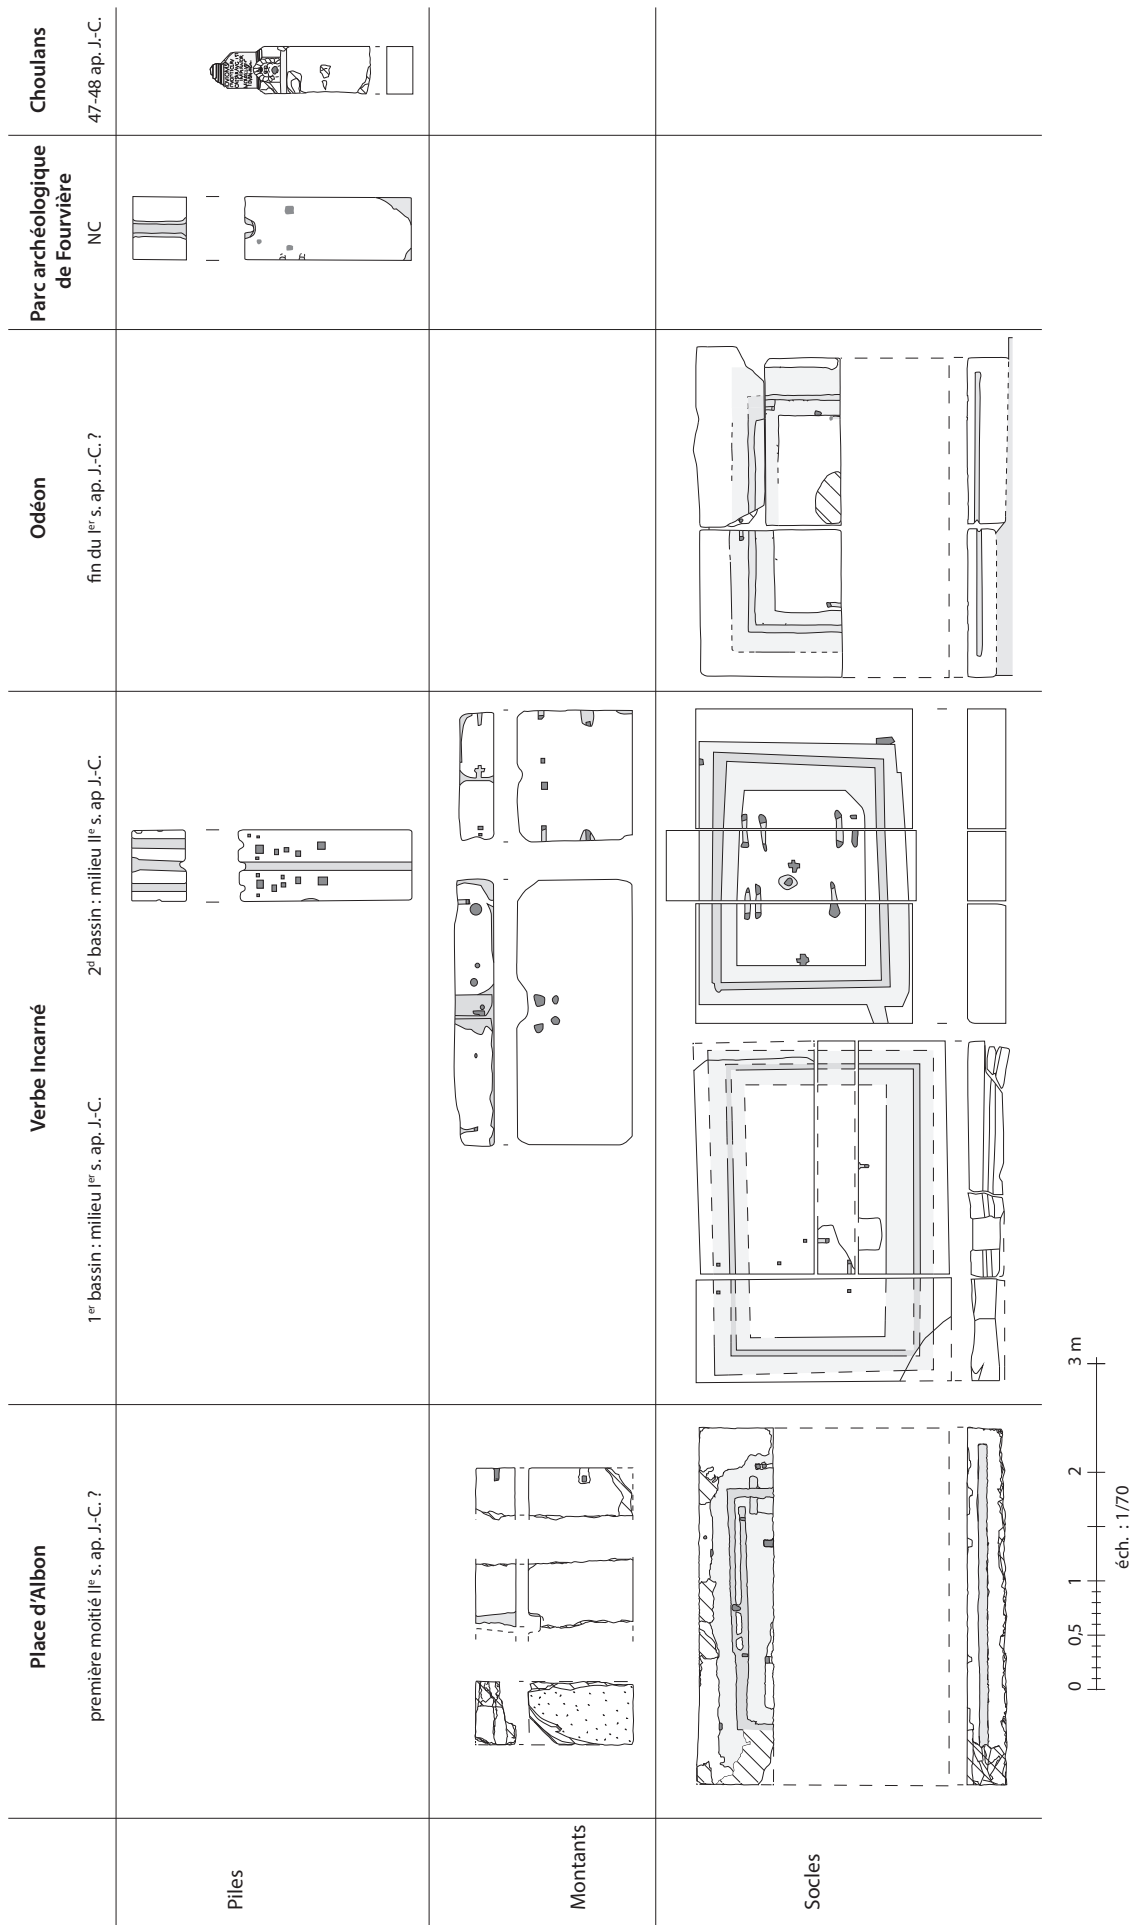 Place d'Albon
première moitié IIᵉ s. ap. J.-C. ?
Verbe Incarné
1ᵉʳ bassin : milieu Iᵉʳ s. ap. J.-C.
2ᵈ bassin : milieu IIᵉ s. ap J.-C.
Odéon
fin du Iᵉʳ s. ap. J.-C. ?
Parc archéologique
de Fourvière
NC
Choulans
47-48 ap. J.-C.
Piles
Montants
Socles
0 0,5 1 2 3 m
éch. : 1/70